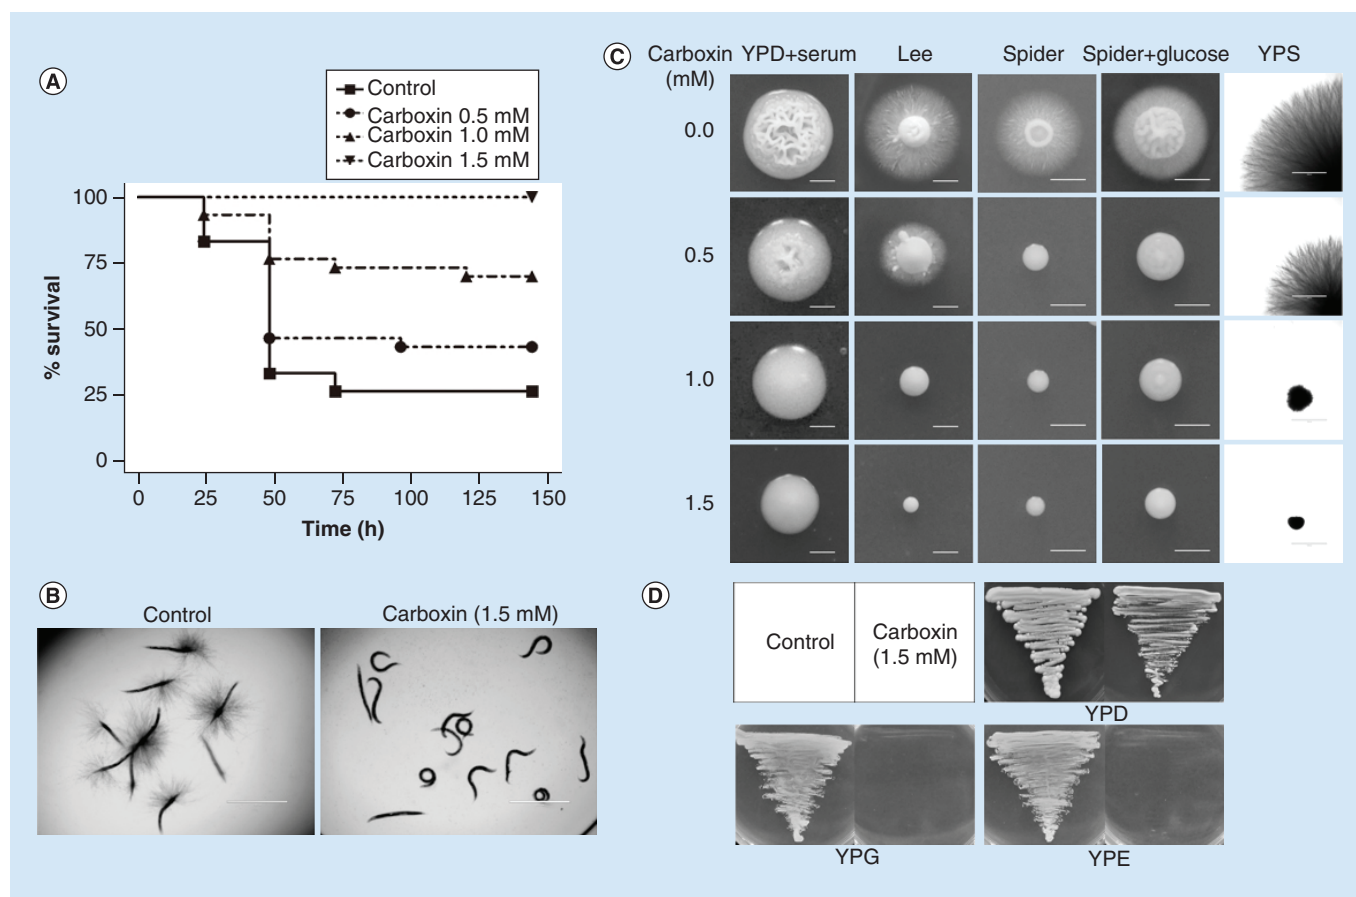 A
Control
Carboxin 0.5 mM
Carboxin 1.0 mM
Carboxin 1.5 mM
100
75
50
25
0
% survival
0 25 50 75 100 125 150
Time (h)
B
Control Carboxin (1.5 mM)
C
Carboxin YPD+serum Lee Spider Spider+glucose YPS
(mM)
0.0
0.5
1.0
1.5
D
Control
Carboxin
(1.5 mM)
YPD
YPG YPE